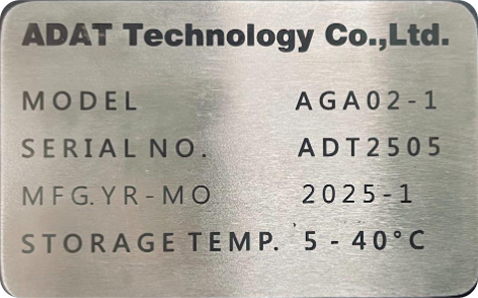 ADAT Technology Co.,Ltd.
MODEL AGA02-1
SERIAL NO. ADT2505
MFG.YR-MO 2025-1
STORAGE TEMP. 5-40°C